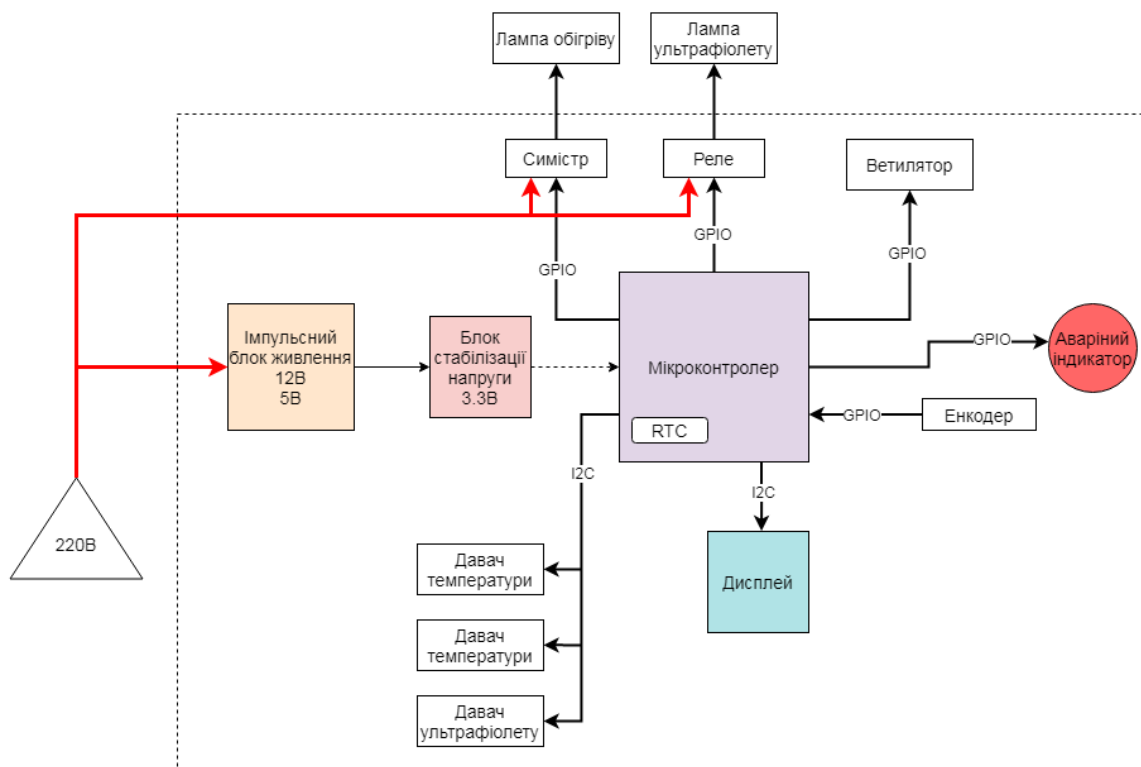 Лампа обігріву
Лампа
ультрафіолету
Симістр
Реле
Ветилятор
GPIO
GPIO
GPIO
Імпульсний
блок живлення
12В
5В
Блок
стабілізації
напруги
3.3В
Мікроконтролер
RTC
GPIO
Аваріний
індикатор
GPIO
Енкодер
I2C
I2C
220В
Давач
температури
Давач
температури
Давач
ультрафіолету
Дисплей